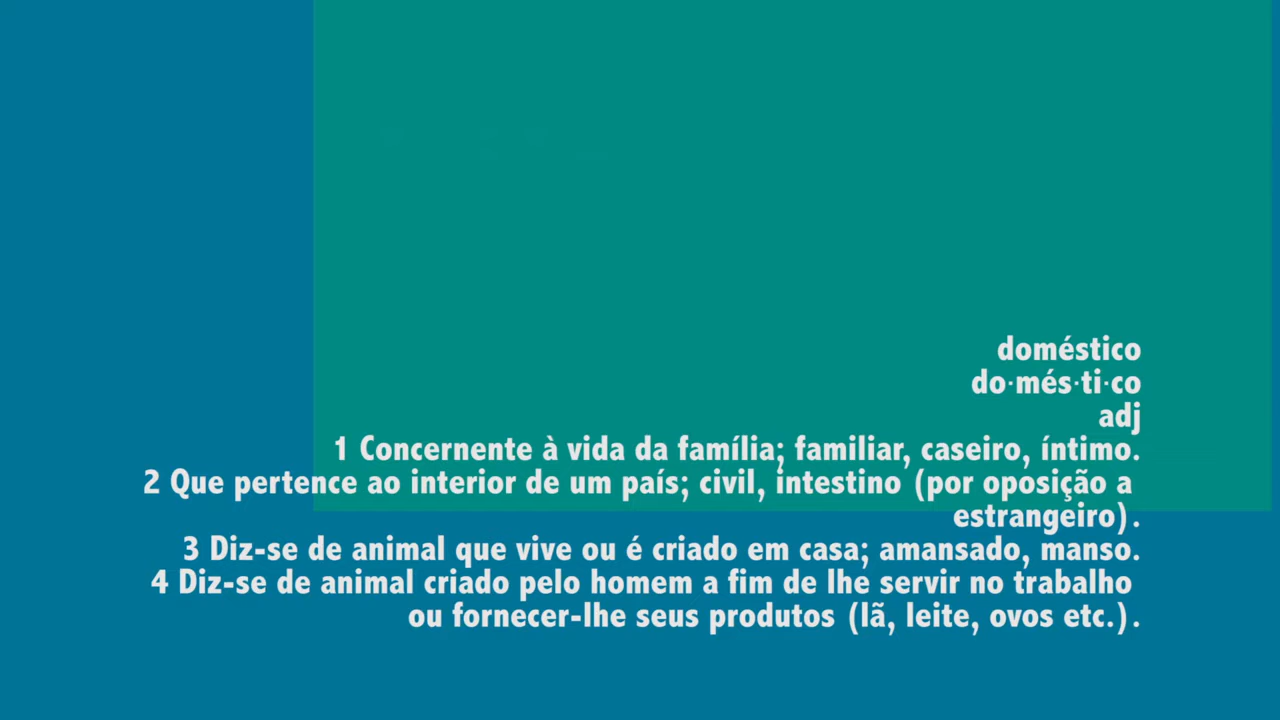 doméstico
do·més·ti·co
adj
1 Concernente à vida da família; familiar, caseiro, íntimo.
2 Que pertence ao interior de um país; civil, intestino (por oposição a
estrangeiro).
3 Diz-se de animal que vive ou é criado em casa; amansado, manso.
4 Diz-se de animal criado pelo homem a fim de lhe servir no trabalho
ou fornecer-lhe seus produtos (lã, leite, ovos etc.).